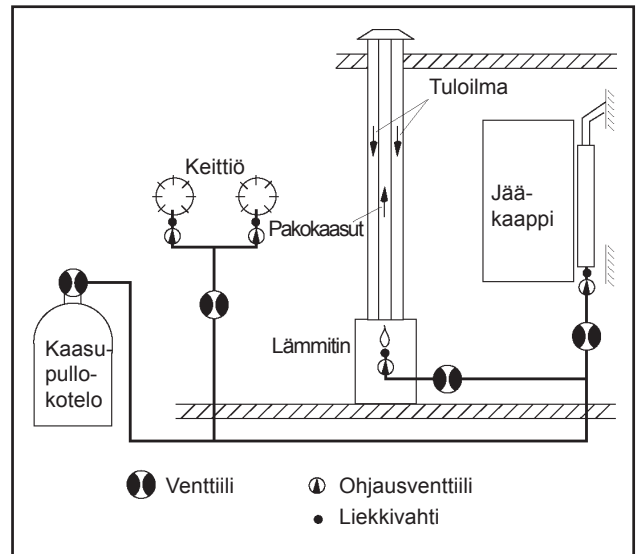 Tuloilma
Keittiö
Pakokaasut
Jää-
kaappi
Lämmitin
Kaasu-
pullo-
kotelo
Venttiili
Ohjausventtiili
Liekkivahti